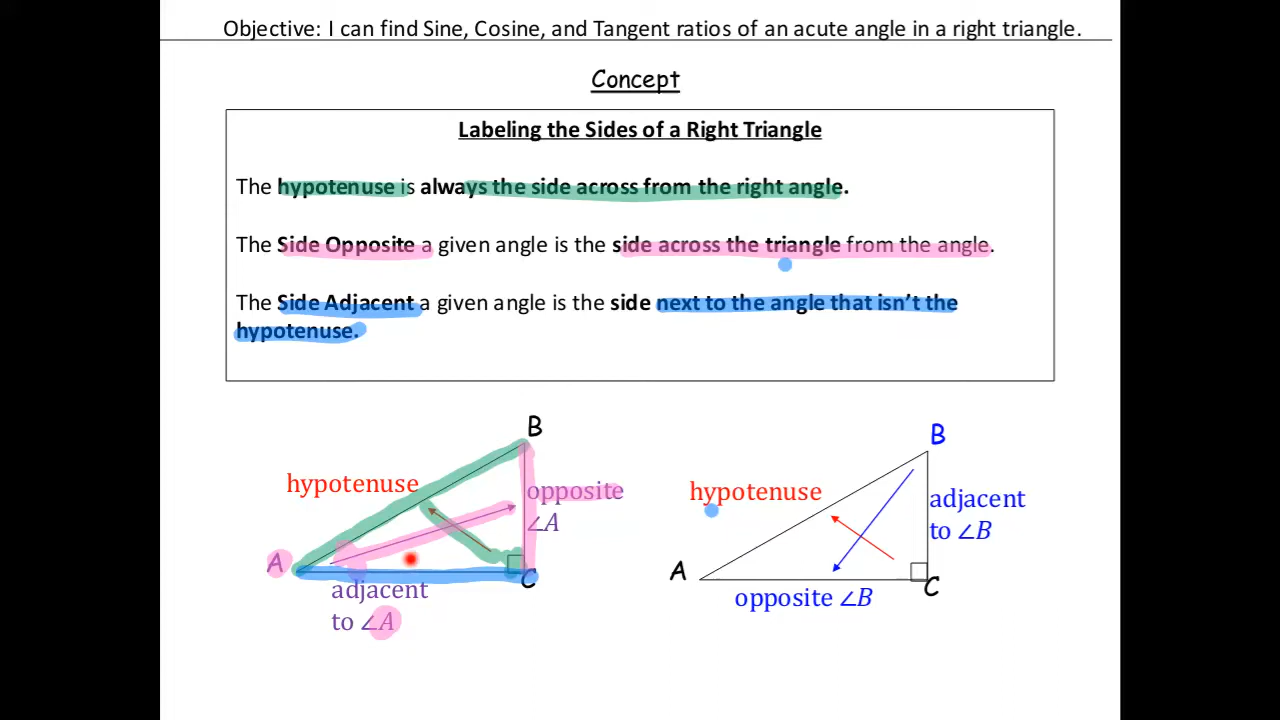 Objective: I can find Sine, Cosine, and Tangent ratios of an acute angle in a right triangle.
Concept
Labeling the Sides of a Right Triangle
The hypotenuse is always the side across from the right angle.
The Side Opposite a given angle is the side across the triangle from the angle.
The Side Adjacent a given angle is the side next to the angle that isn't the
hypotenuse.
B
hypotenuse
opposite
∠A
A
C
adjacent
to ∠A
B
hypotenuse
adjacent
to ∠B
A
C
opposite ∠B